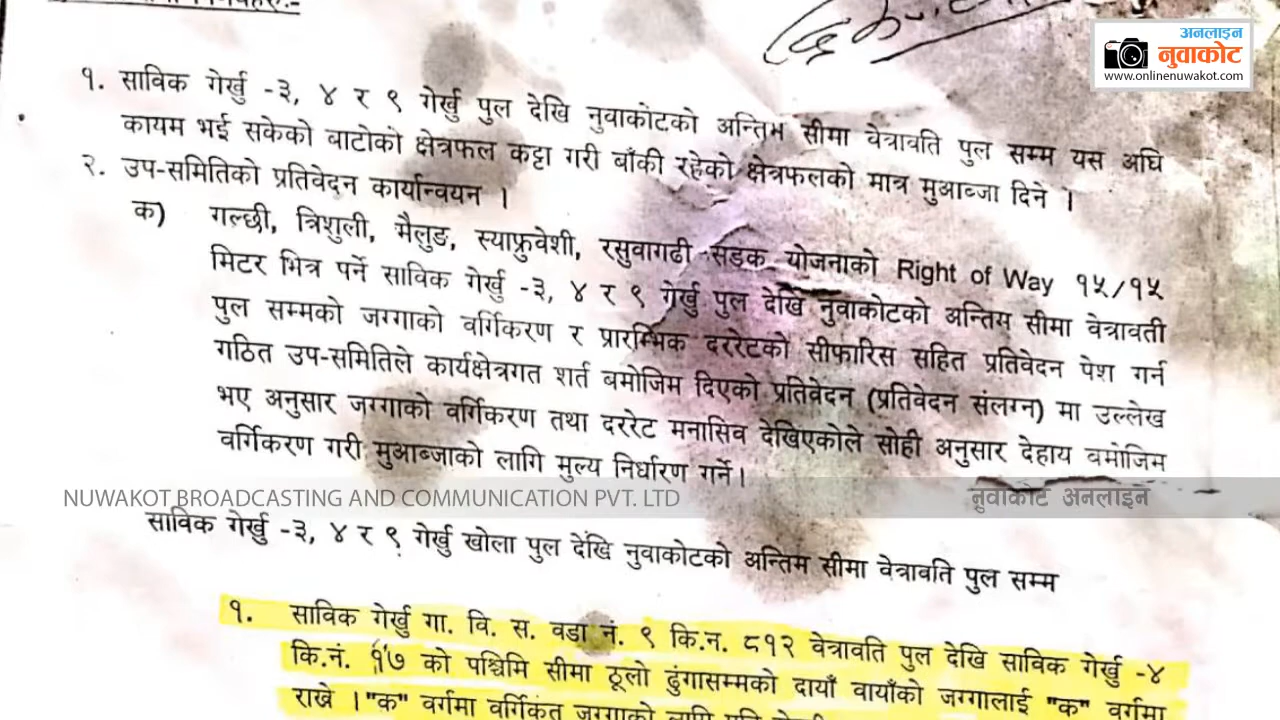 अनलाइन
नुवाकोट
www.onlinenuwakot.com
१. साविक गेर्खु -३, ४ र ९ गेर्खु पुल देखि नुवाकोटको अन्तिम सीमा वेत्रावति पुल सम्म यस अघि
कायम भई सकेको बाटोको क्षेत्रफल कट्टा गरी बाँकी रहेको क्षेत्रफलको मात्र मुआब्जा दिने ।
२. उप-समितिको प्रतिवेदन कार्यान्वयन ।
क) गल्छी, त्रिशुली, मैलुङ, स्याफ्रुवेशी, रसुवागढी सडक योजनाको Right of Way १५/१५
मिटर भित्र पर्ने साविक गेर्खु -३, ४ र ९ गेर्खु पुल देखि नुवाकोटको अन्तिम सीमा वेत्रावती
पुल सम्मको जग्गाको वर्गिकरण र प्रारम्भिक दररेटको सीफारिस सहित प्रतिवेदन पेश गर्न
गठित उप-समितिले कार्यक्षेत्रगत शर्त बमोजिम दिएको प्रतिवेदन (प्रतिवेदन संलग्न) मा उल्लेख
भए अनुसार जग्गाको वर्गिकरण तथा दररेट मनासिव देखिएकोले सोही अनुसार देहाय वमोजिम
वर्गिकरण गरी मुआब्जाको लागि मुल्य निर्धारण गर्ने।
NUWAKOT BROADCASTING AND COMMUNICATION PVT. LTD नुवाकोट अनलाइन
साविक गेर्खु -३, ४ र ९ गेर्खु खोला पुल देखि नुवाकोटको अन्तिम सीमा वेत्रावति पुल सम्म
१. साविक गेर्खु गा. वि. स. वडा नं. ९ कि.न. ८१२ वेत्रावति पुल देखि साविक गेर्खु -४
कि.नं. १७ को पश्चिमि सीमा ठूलो ढुंगासम्मको दायाँ वायाँको जग्गालाई "क" वर्गमा
राखे । "क" वर्गमा वर्गिकृत जग्गाको लागि